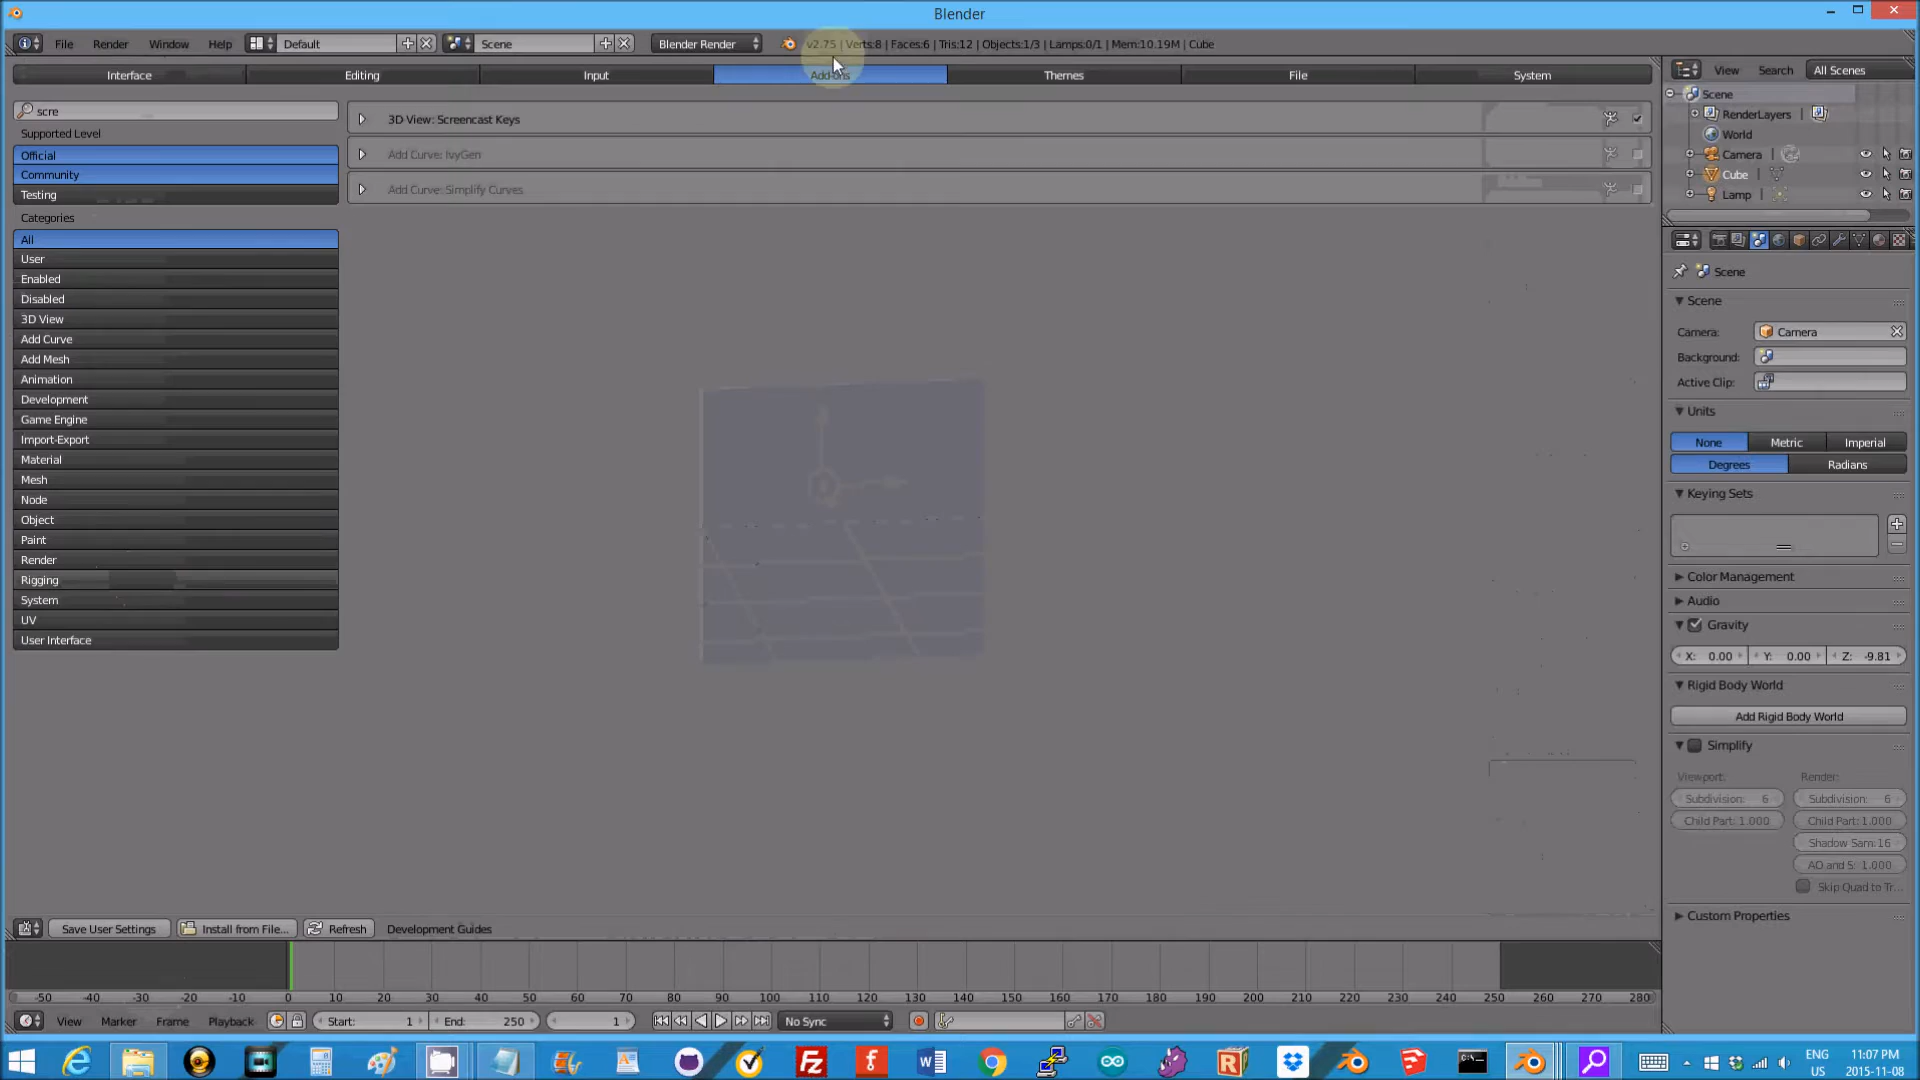 Blender
File Render Window Help Default Scene Blender Render v2.75 | Verts:8 | Faces:6 | Tris:12 | Objects:1/3 | Lamps:0/1 | Mem:10.19M | Cube
Interface Editing Input Add-ons Themes File System
View Search All Scenes
scre
Supported Level
Official
Community
Testing
Categories
All
User
Enabled
Disabled
3D View
Add Curve
Add Mesh
Animation
Development
Game Engine
Import-Export
Material
Mesh
Node
Object
Paint
Render
Rigging
System
UV
User Interface
3D View: Screencast Keys
Add Curve: IvyGen
Add Curve: Simplify Curves
Scene
RenderLayers |
World
Camera |
Cube |
Lamp |
Scene
Scene
Camera: Camera
Background:
Active Clip:
Units
None Metric Imperial
Degrees Radians
Keying Sets
Color Management
Audio
Gravity
X: 0.00 Y: 0.00 Z: -9.81
Rigid Body World
Add Rigid Body World
Simplify
Viewport: Render:
Subdivision: 6 Subdivision: 6
Child Part: 1.000 Child Part: 1.000
Shadow Sam: 16
AO and S: 1.000
Skip Quad to Tr...
Custom Properties
Save User Settings Install from File... Refresh Development Guides
-50 -40 -30 -20 -10 0 10 20 30 40 50 60 70 80 90 100 110 120 130 140 150 160 170 180 190 200 210 220 230 240 250 260 270 280
View Marker Frame Playback Start: 1 End: 250 1 No Sync
ENG 11:07 PM
US 2015-11-08